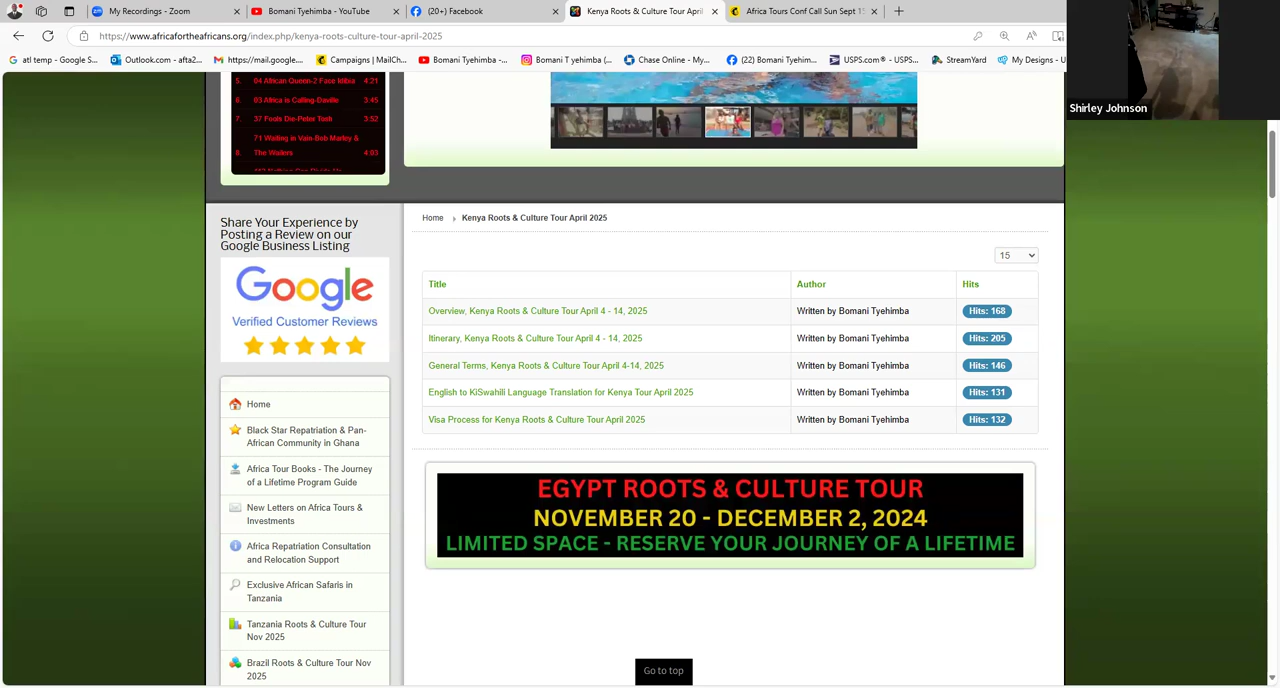 My Recordings - Zoom
Bomani Tyehimba - YouTube
(20+) Facebook
Kenya Roots & Culture Tour April
Africa Tours Conf Call Sun Sept 15
https://www.africafortheafricans.org/index.php/kenya-roots-culture-tour-april-2025
atl temp - Google S...
Outlook.com - afta2...
https://mail.google....
Campaigns | MailCh...
Bomani Tyehimba -...
Bomani T yehimba (...
Chase Online - My...
(22) Bomani Tyehim...
USPS.com® - USPS...
StreamYard
My Designs - W
Shirley Johnson
5. 04 African Queen-2 Face Idibia 4:21
6. 03 Africa is Calling-Daville 3:45
7. 37 Fools Die-Peter Tosh 3:52
71 Waiting in Vain-Bob Marley &
8. The Wailers 4:03
Share Your Experience by
Posting a Review on our
Google Business Listing
Google
Verified Customer Reviews
Home
Black Star Repatriation & Pan-
African Community in Ghana
Africa Tour Books - The Journey
of a Lifetime Program Guide
New Letters on Africa Tours &
Investments
Africa Repatriation Consultation
and Relocation Support
Exclusive African Safaris in
Tanzania
Tanzania Roots & Culture Tour
Nov 2025
Brazil Roots & Culture Tour Nov
2025
Home Kenya Roots & Culture Tour April 2025
15
Title Author Hits
Overview, Kenya Roots & Culture Tour April 4 - 14, 2025 Written by Bomani Tyehimba Hits: 168
Itinerary, Kenya Roots & Culture Tour April 4 - 14, 2025 Written by Bomani Tyehimba Hits: 205
General Terms, Kenya Roots & Culture Tour April 4-14, 2025 Written by Bomani Tyehimba Hits: 146
English to KiSwahili Language Translation for Kenya Tour April 2025 Written by Bomani Tyehimba Hits: 131
Visa Process for Kenya Roots & Culture Tour April 2025 Written by Bomani Tyehimba Hits: 132
EGYPT ROOTS & CULTURE TOUR
NOVEMBER 20 - DECEMBER 2, 2024
LIMITED SPACE - RESERVE YOUR JOURNEY OF A LIFETIME
Go to top